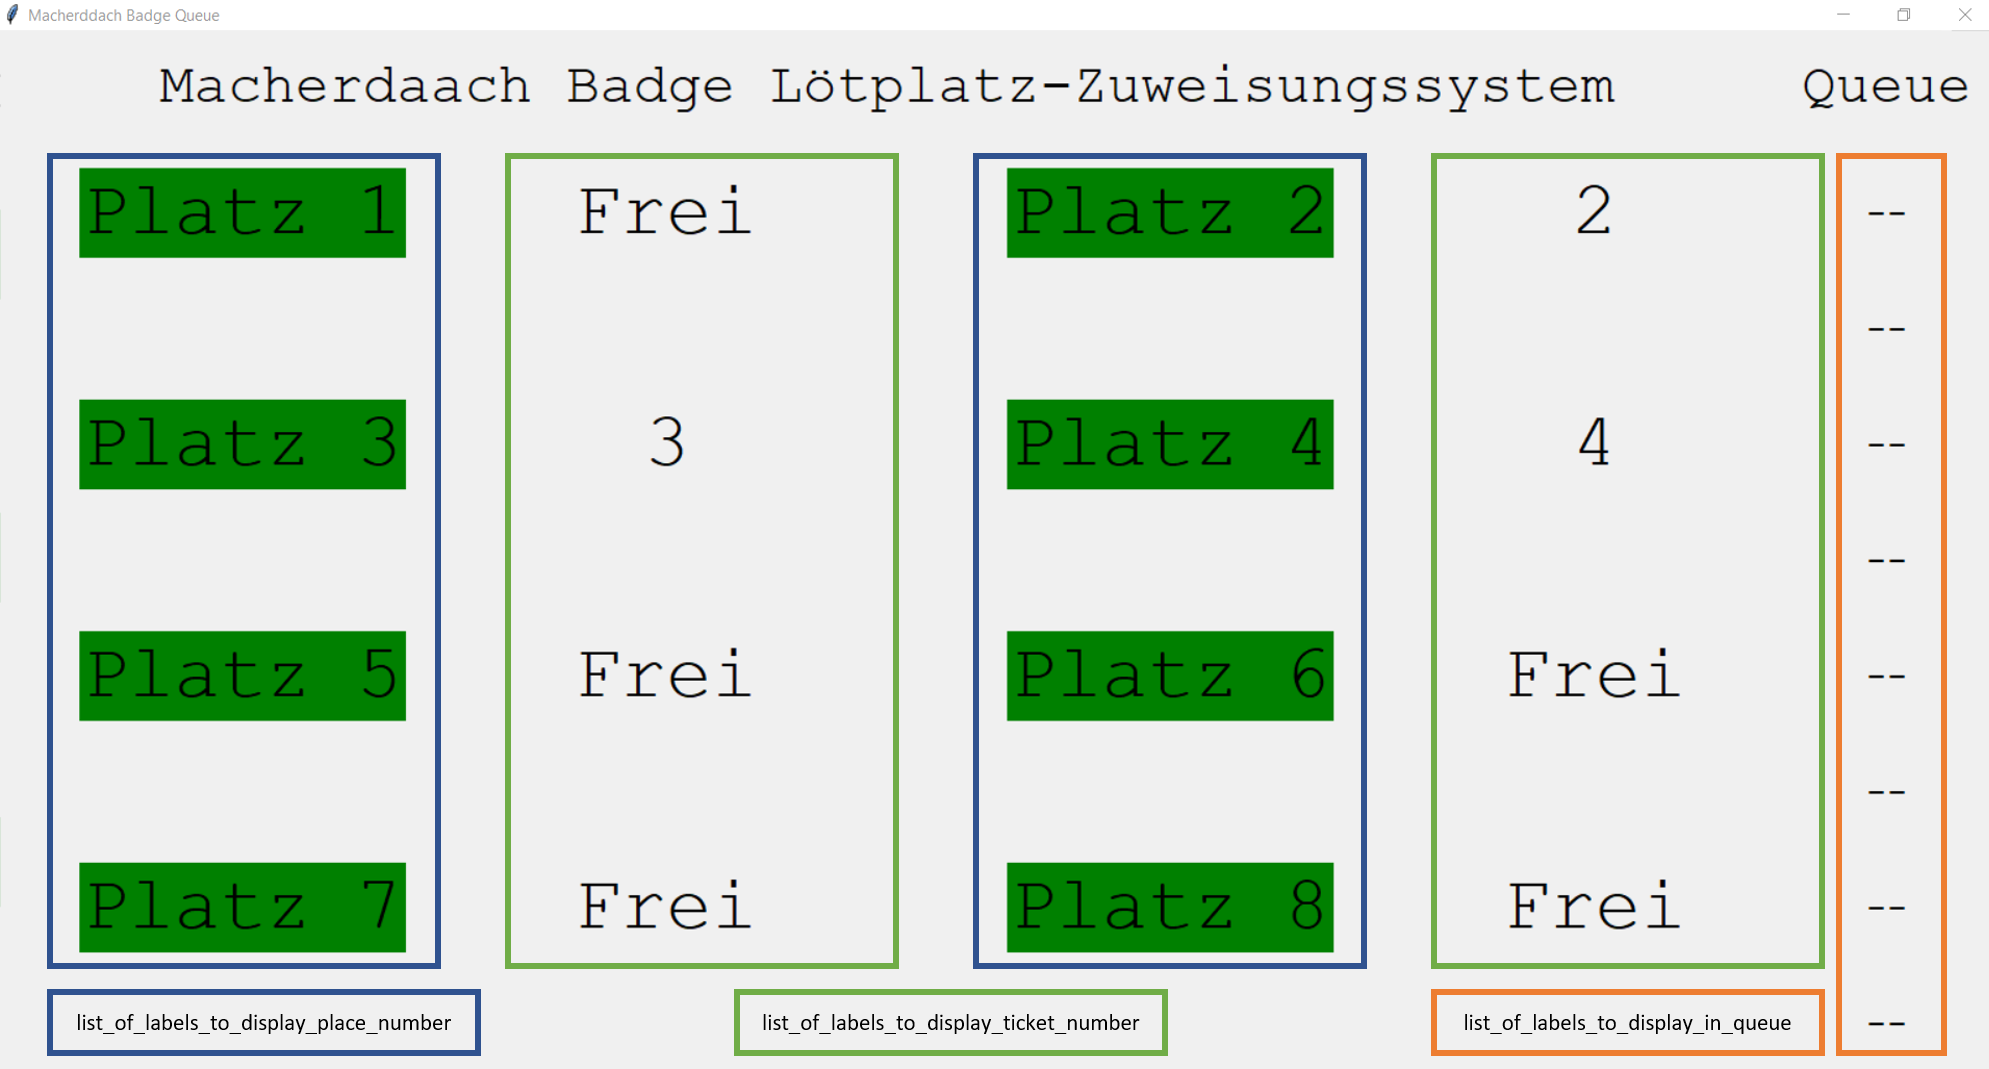 Macherddach Badge Queue
Macherdaach Badge Lötplatz-Zuweisungssystem Queue
Platz 1 Frei Platz 2 2 --
--
Platz 3 3 Platz 4 4 --
--
Platz 5 Frei Platz 6 Frei --
--
Platz 7 Frei Platz 8 Frei --
list_of_labels_to_display_place_number list_of_labels_to_display_ticket_number list_of_labels_to_display_in_queue --